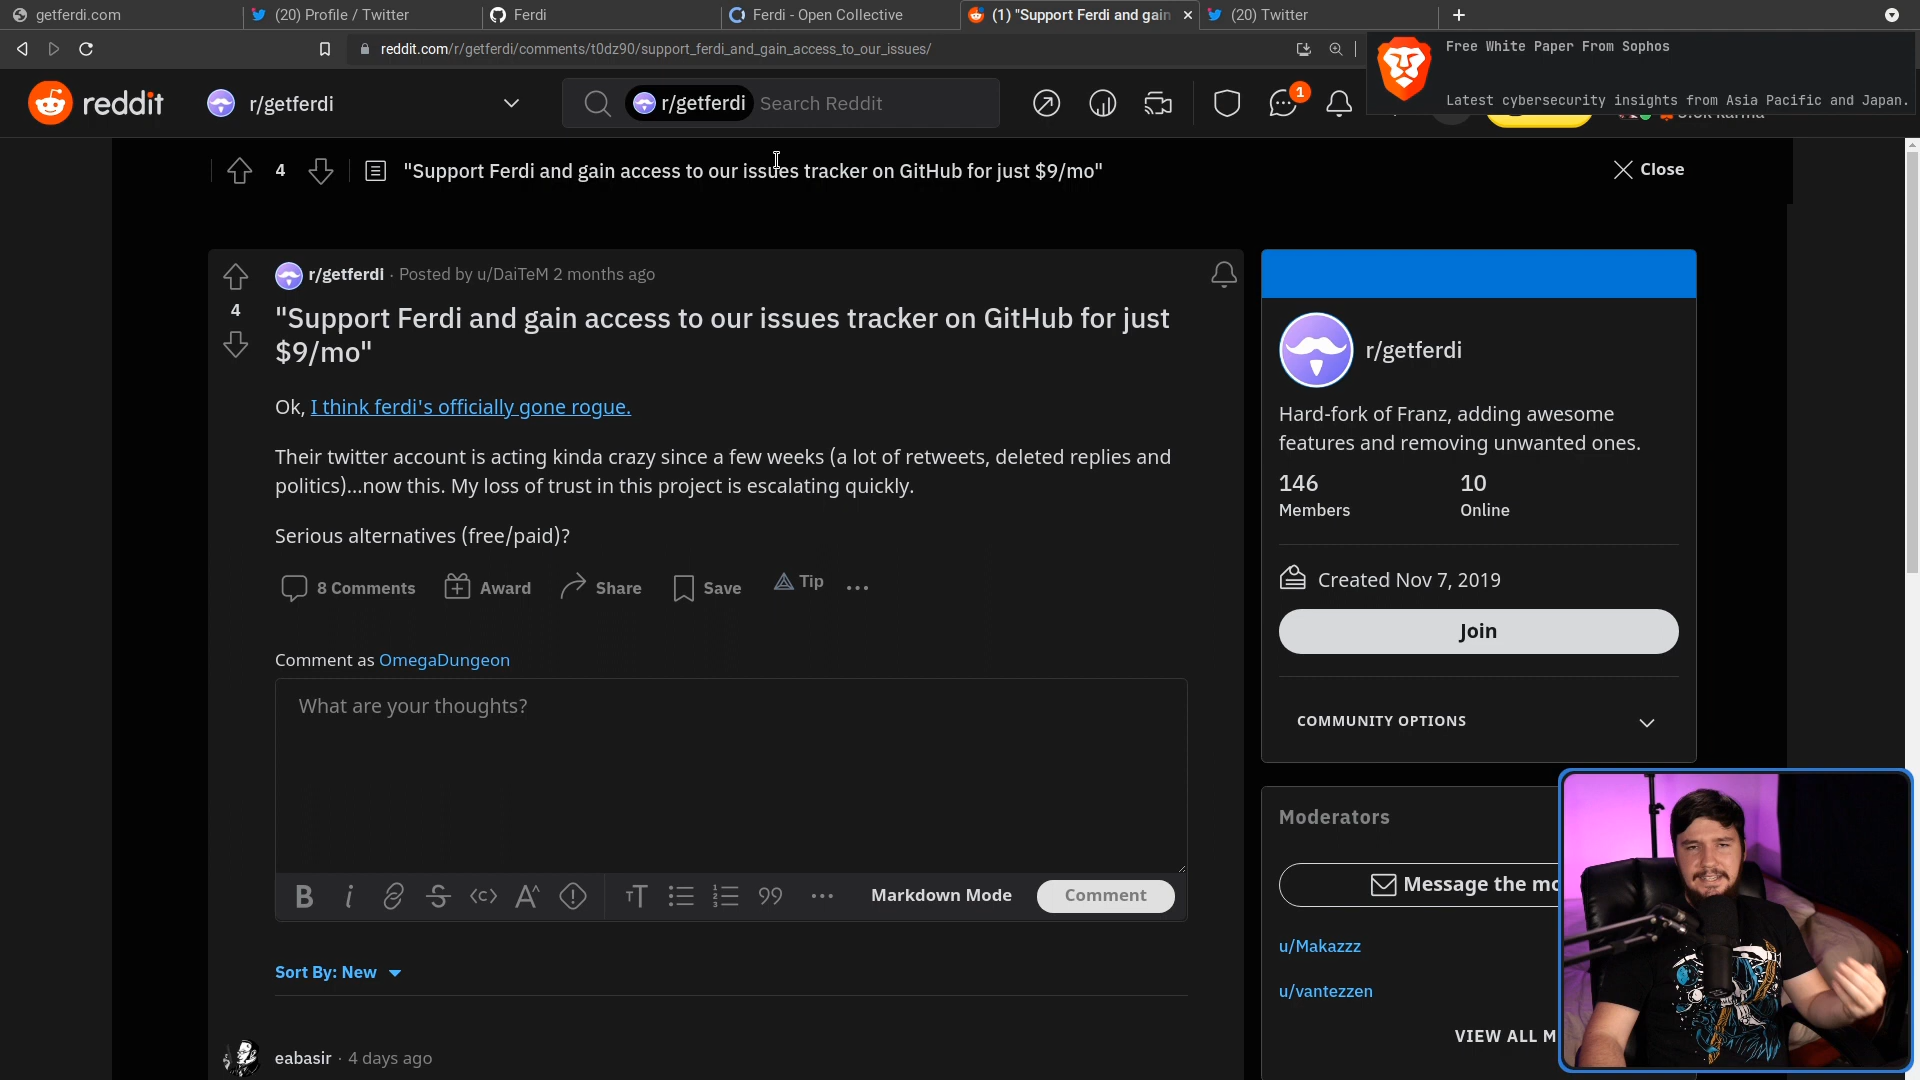 getferdi.com
(20) Profile / Twitter
Ferdi
Ferdi - Open Collective
(1) "Support Ferdi and gain
(20) Twitter
reddit.com/r/getferdi/comments/t0dz90/support_ferdi_and_gain_access_to_our_issues/
Free White Paper From Sophos
Latest cybersecurity insights from Asia Pacific and Japan.
reddit
r/getferdi
r/getferdi
Search Reddit
1
4
"Support Ferdi and gain access to our issues tracker on GitHub for just $9/mo"
Close
r/getferdi · Posted by u/DaiTeM 2 months ago
4
"Support Ferdi and gain access to our issues tracker on GitHub for just
$9/mo"
Ok, I think ferdi's officially gone rogue.
Their twitter account is acting kinda crazy since a few weeks (a lot of retweets, deleted replies and
politics)...now this. My loss of trust in this project is escalating quickly.
Serious alternatives (free/paid)?
8 Comments
Award
Share
Save
Tip
Comment as OmegaDungeon
What are your thoughts?
Markdown Mode
Comment
Sort By: New
eabasir · 4 days ago
r/getferdi
Hard-fork of Franz, adding awesome
features and removing unwanted ones.
146
10
Members
Online
Created Nov 7, 2019
Join
COMMUNITY OPTIONS
Moderators
Message the mo
u/Makazzz
u/vantezzen
VIEW ALL M